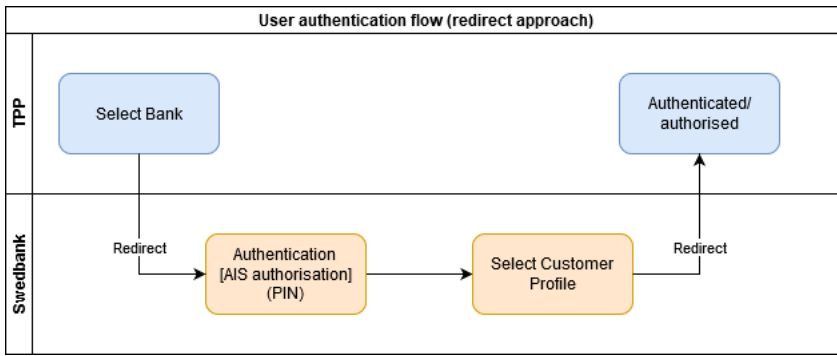 User authentication flow (redirect approach)
TPP
Select Bank
Authenticated/
authorised
Swedbank
Redirect
Authentication
[AIS authorisation]
(PIN)
Select Customer
Profile
Redirect